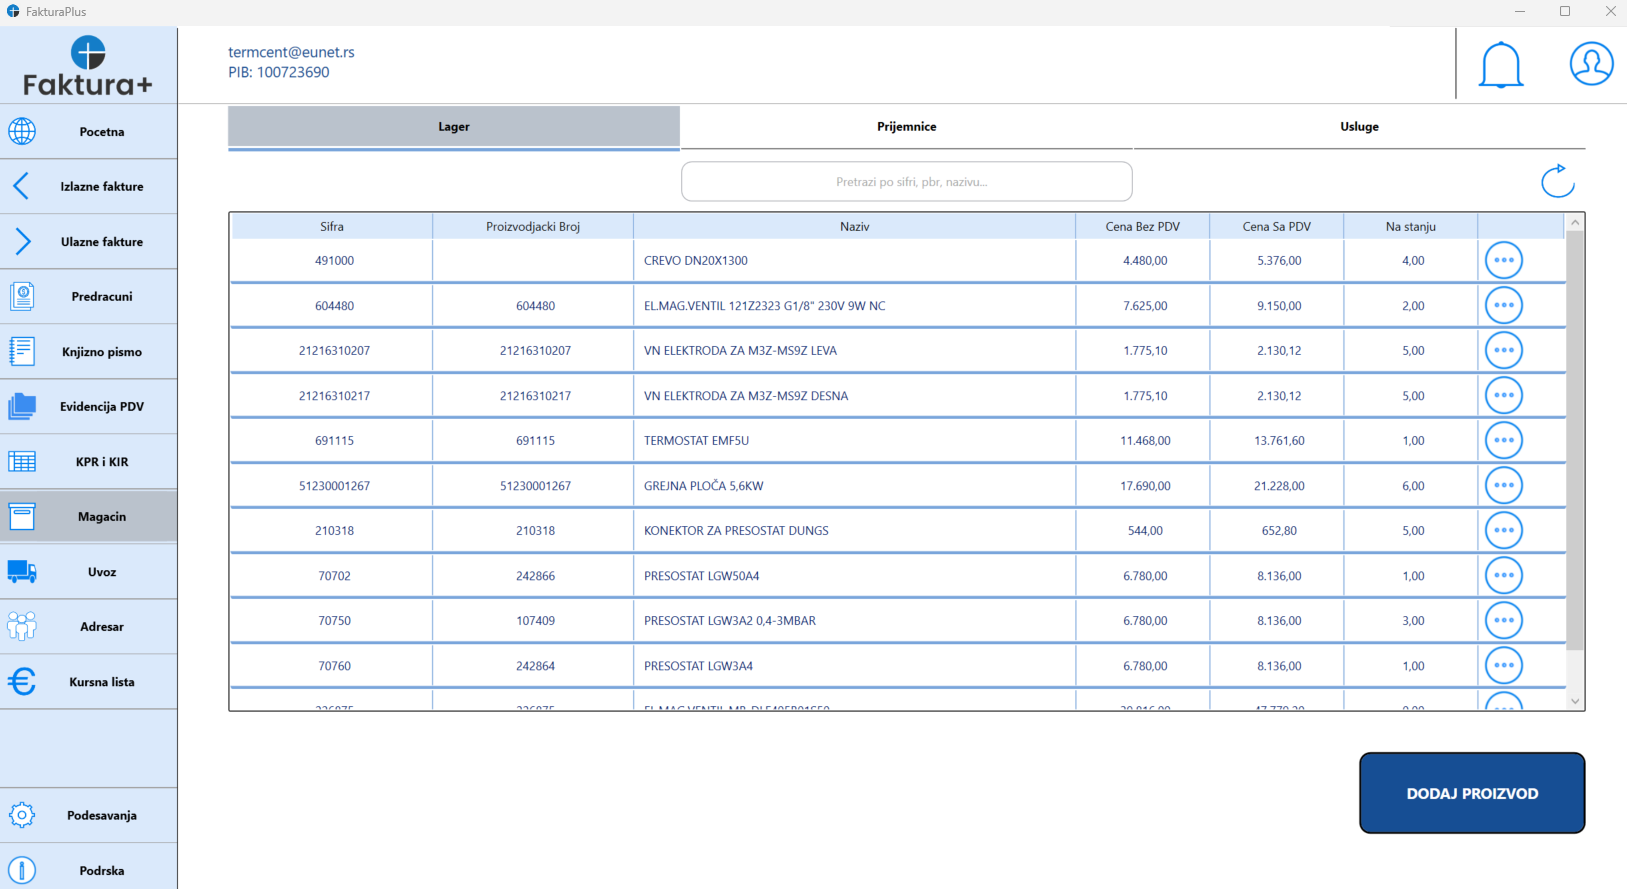 FakturaPlus
Faktura+
termcent@eunet.rs
PIB: 100723690
Pocetna
Izlazne fakture
Ulazne fakture
Predracuni
Knjizno pismo
Evidencija PDV
KPR i KIR
Magacin
Uvoz
Adresar
Kursna lista
Podesavanja
Podrska
Lager Prijemnice Usluge
Pretrazi po sifri, pbr, nazivu...
Sifra Proizvodjacki Broj Naziv Cena Bez PDV Cena Sa PDV Na stanju
491000 CREVO DN20X1300 4.480,00 5.376,00 4,00
604480 604480 EL.MAG.VENTIL 121Z2323 G1/8" 230V 9W NC 7.625,00 9.150,00 2,00
21216310207 21216310207 VN ELEKTRODA ZA M3Z-MS9Z LEVA 1.775,10 2.130,12 5,00
21216310217 21216310217 VN ELEKTRODA ZA M3Z-MS9Z DESNA 1.775,10 2.130,12 5,00
691115 691115 TERMOSTAT EMF5U 11.468,00 13.761,60 1,00
51230001267 51230001267 GREJNA PLOČA 5,6KW 17.690,00 21.228,00 6,00
210318 210318 KONEKTOR ZA PRESOSTAT DUNGS 544,00 652,80 5,00
70702 242866 PRESOSTAT LGW50A4 6.780,00 8.136,00 1,00
70750 107409 PRESOSTAT LGW3A2 0,4-3MBAR 6.780,00 8.136,00 3,00
70760 242864 PRESOSTAT LGW3A4 6.780,00 8.136,00 1,00
DODAJ PROIZVOD